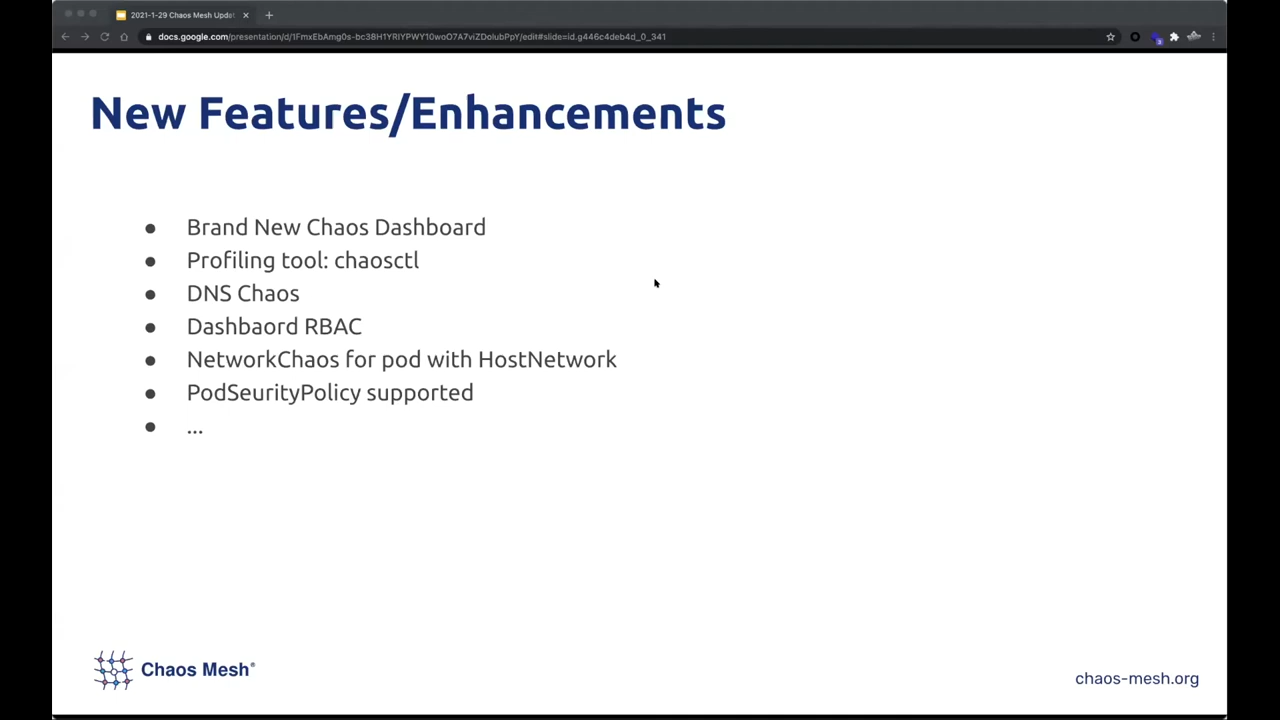 2021-1-29 Chaos Mesh Upda
docs.google.com/presentation/d/1FmxEbAmg0s-bc3BH1YRIYPWY10woO7A7viZDolubPpY/edit#slide=id.g446c4deb4d_0_341
New Features/Enhancements
● Brand New Chaos Dashboard
● Profiling tool: chaosctl
● DNS Chaos
● Dashbaord RBAC
● NetworkChaos for pod with HostNetwork
● PodSeurityPolicy supported
● ...
Chaos Mesh®
chaos-mesh.org